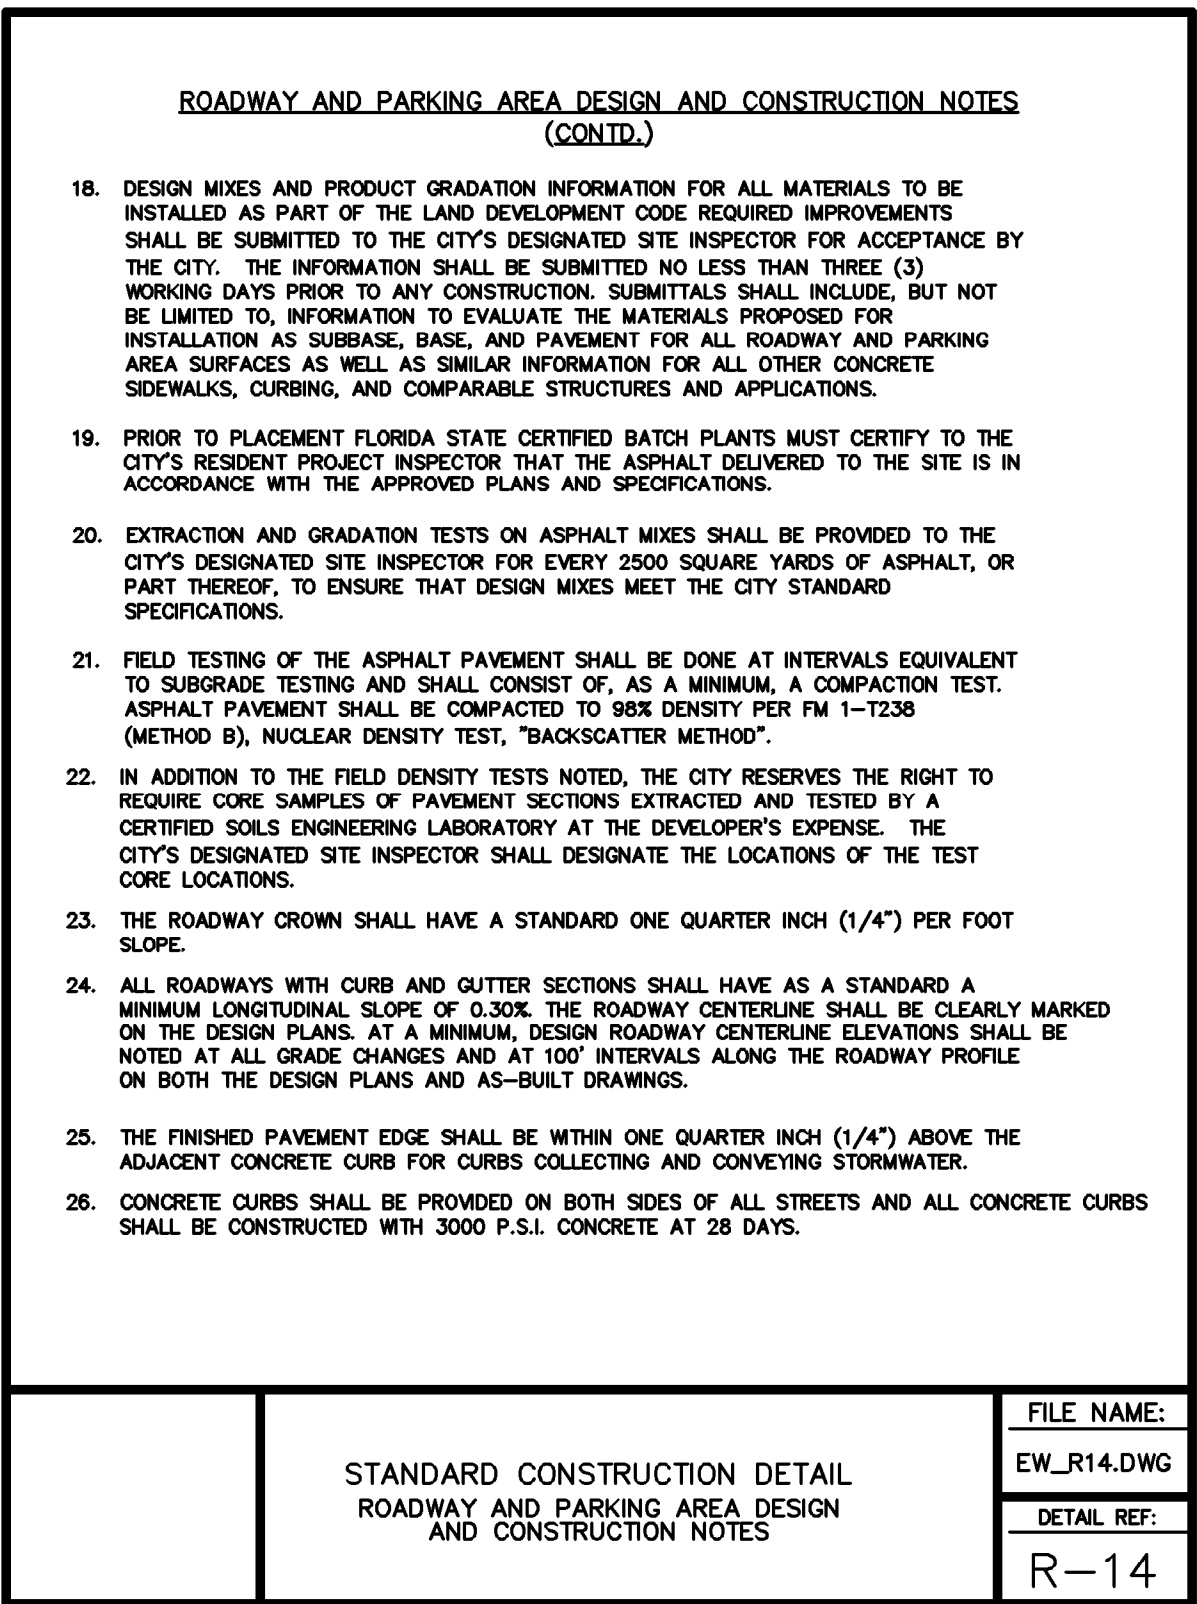 ROADWAY AND PARKING AREA DESIGN AND CONSTRUCTION NOTES
(CONTD.)
18. DESIGN MIXES AND PRODUCT GRADATION INFORMATION FOR ALL MATERIALS TO BE
INSTALLED AS PART OF THE LAND DEVELOPMENT CODE REQUIRED IMPROVEMENTS
SHALL BE SUBMITTED TO THE CITY'S DESIGNATED SITE INSPECTOR FOR ACCEPTANCE BY
THE CITY. THE INFORMATION SHALL BE SUBMITTED NO LESS THAN THREE (3)
WORKING DAYS PRIOR TO ANY CONSTRUCTION. SUBMITTALS SHALL INCLUDE, BUT NOT
BE LIMITED TO, INFORMATION TO EVALUATE THE MATERIALS PROPOSED FOR
INSTALLATION AS SUBBASE, BASE, AND PAVEMENT FOR ALL ROADWAY AND PARKING
AREA SURFACES AS WELL AS SIMILAR INFORMATION FOR ALL OTHER CONCRETE
SIDEWALKS, CURBING, AND COMPARABLE STRUCTURES AND APPLICATIONS.
19. PRIOR TO PLACEMENT FLORIDA STATE CERTIFIED BATCH PLANTS MUST CERTIFY TO THE
CITY'S RESIDENT PROJECT INSPECTOR THAT THE ASPHALT DELIVERED TO THE SITE IS IN
ACCORDANCE WITH THE APPROVED PLANS AND SPECIFICATIONS.
20. EXTRACTION AND GRADATION TESTS ON ASPHALT MIXES SHALL BE PROVIDED TO THE
CITY'S DESIGNATED SITE INSPECTOR FOR EVERY 2500 SQUARE YARDS OF ASPHALT, OR
PART THEREOF, TO ENSURE THAT DESIGN MIXES MEET THE CITY STANDARD
SPECIFICATIONS.
21. FIELD TESTING OF THE ASPHALT PAVEMENT SHALL BE DONE AT INTERVALS EQUIVALENT
TO SUBGRADE TESTING AND SHALL CONSIST OF, AS A MINIMUM, A COMPACTION TEST.
ASPHALT PAVEMENT SHALL BE COMPACTED TO 98% DENSITY PER FM 1-T238
(METHOD B), NUCLEAR DENSITY TEST, "BACKSCATTER METHOD".
22. IN ADDITION TO THE FIELD DENSITY TESTS NOTED, THE CITY RESERVES THE RIGHT TO
REQUIRE CORE SAMPLES OF PAVEMENT SECTIONS EXTRACTED AND TESTED BY A
CERTIFIED SOILS ENGINEERING LABORATORY AT THE DEVELOPER'S EXPENSE. THE
CITY'S DESIGNATED SITE INSPECTOR SHALL DESIGNATE THE LOCATIONS OF THE TEST
CORE LOCATIONS.
23. THE ROADWAY CROWN SHALL HAVE A STANDARD ONE QUARTER INCH (1/4") PER FOOT
SLOPE.
24. ALL ROADWAYS WITH CURB AND GUTTER SECTIONS SHALL HAVE AS A STANDARD A
MINIMUM LONGITUDINAL SLOPE OF 0.30%. THE ROADWAY CENTERLINE SHALL BE CLEARLY MARKED
ON THE DESIGN PLANS. AT A MINIMUM, DESIGN ROADWAY CENTERLINE ELEVATIONS SHALL BE
NOTED AT ALL GRADE CHANGES AND AT 100' INTERVALS ALONG THE ROADWAY PROFILE
ON BOTH THE DESIGN PLANS AND AS-BUILT DRAWINGS.
25. THE FINISHED PAVEMENT EDGE SHALL BE WITHIN ONE QUARTER INCH (1/4") ABOVE THE
ADJACENT CONCRETE CURB FOR CURBS COLLECTING AND CONVEYING STORMWATER.
26. CONCRETE CURBS SHALL BE PROVIDED ON BOTH SIDES OF ALL STREETS AND ALL CONCRETE CURBS
SHALL BE CONSTRUCTED WITH 3000 P.S.I. CONCRETE AT 28 DAYS.
STANDARD CONSTRUCTION DETAIL
ROADWAY AND PARKING AREA DESIGN
AND CONSTRUCTION NOTES
FILE NAME:
EW_R14.DWG
DETAIL REF:
R-14